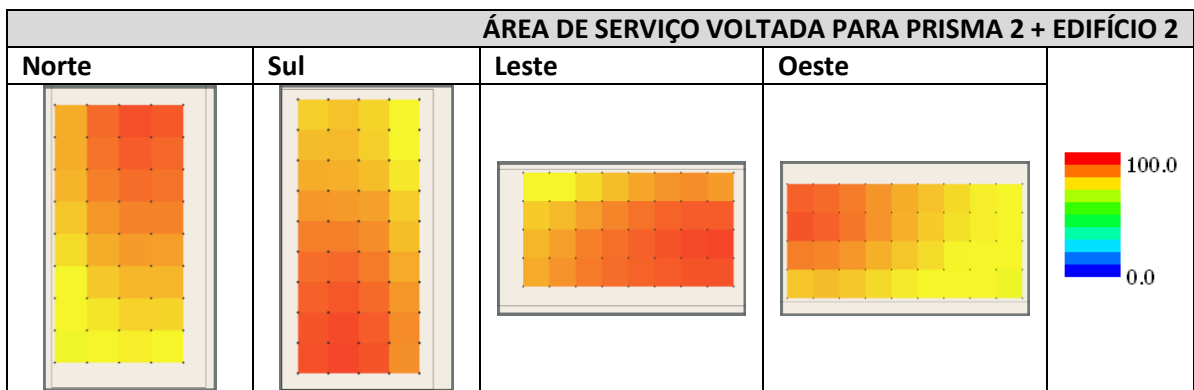 ÁREA DE SERVIÇO VOLTADA PARA PRISMA 2 + EDIFÍCIO 2
Norte Sul Leste Oeste
100.0
0.0